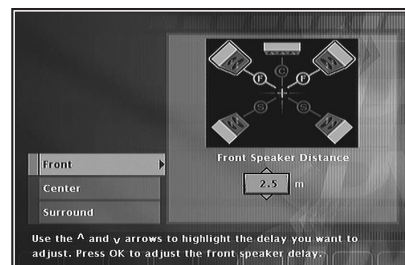 F
C
F
S
S
Front
Center
Surround
Front Speaker Distance
2.5 m
Use the ^ and v arrows to highlight the delay you want to
adjust. Press OK to adjust the front speaker delay.